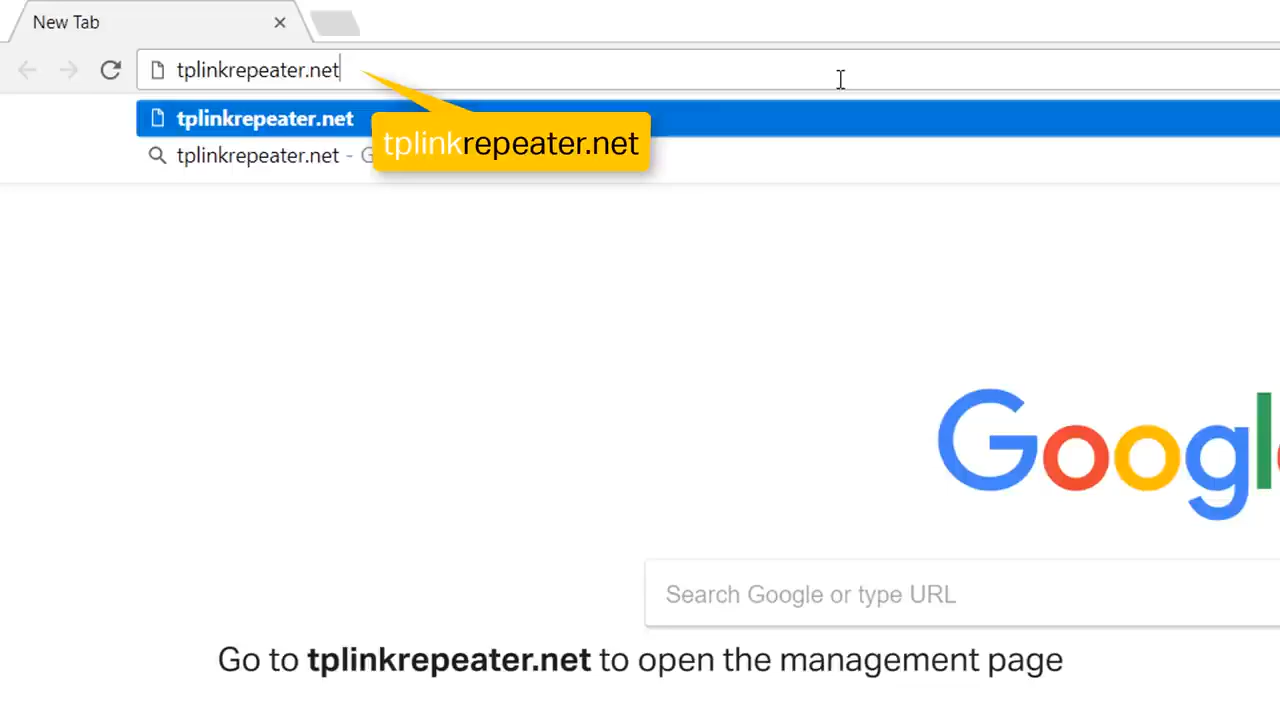 New Tab
tplinkrepeater.net
tplinkrepeater.net
tplinkrepeater.net - G
tplinkrepeater.net
Google
Search Google or type URL
Go to tplinkrepeater.net to open the management page